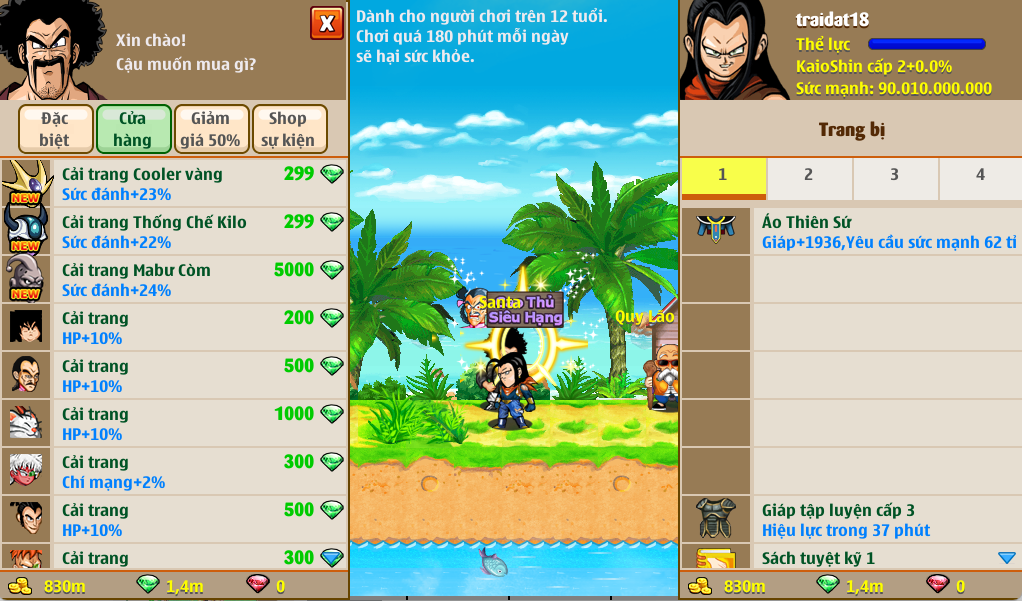 Xin chào!
Cậu muốn mua gì?
X
Đặc
biệt
Cửa
hàng
Giảm
giá 50%
Shop
sự kiện
Cải trang Cooler vàng
299
Sức đánh+23%
NEW
Cải trang Thống Chế Kilo
299
Sức đánh+22%
NEW
Cải trang Mabư Còm
5000
Sức đánh+24%
NEW
Cải trang
200
HP+10%
Cải trang
500
HP+10%
Cải trang
1000
HP+10%
Cải trang
300
Chí mạng+2%
Cải trang
500
HP+10%
Cải trang
300
830m
1,4m
0
Dành cho người chơi trên 12 tuổi.
Chơi quá 180 phút mỗi ngày
sẽ hại sức khỏe.
Santa Thủ
Siêu Hạng
Quy Lão
traidat18
Thể lực
KaioShin cấp 2+0.0%
Sức mạnh: 90.010.000.000
Trang bị
1
2
3
4
Áo Thiên Sứ
Giáp+1936,Yêu cầu sức mạnh 62 tỉ
Giáp tập luyện cấp 3
Hiệu lực trong 37 phút
Sách tuyệt kỹ 1
830m
1,4m
0